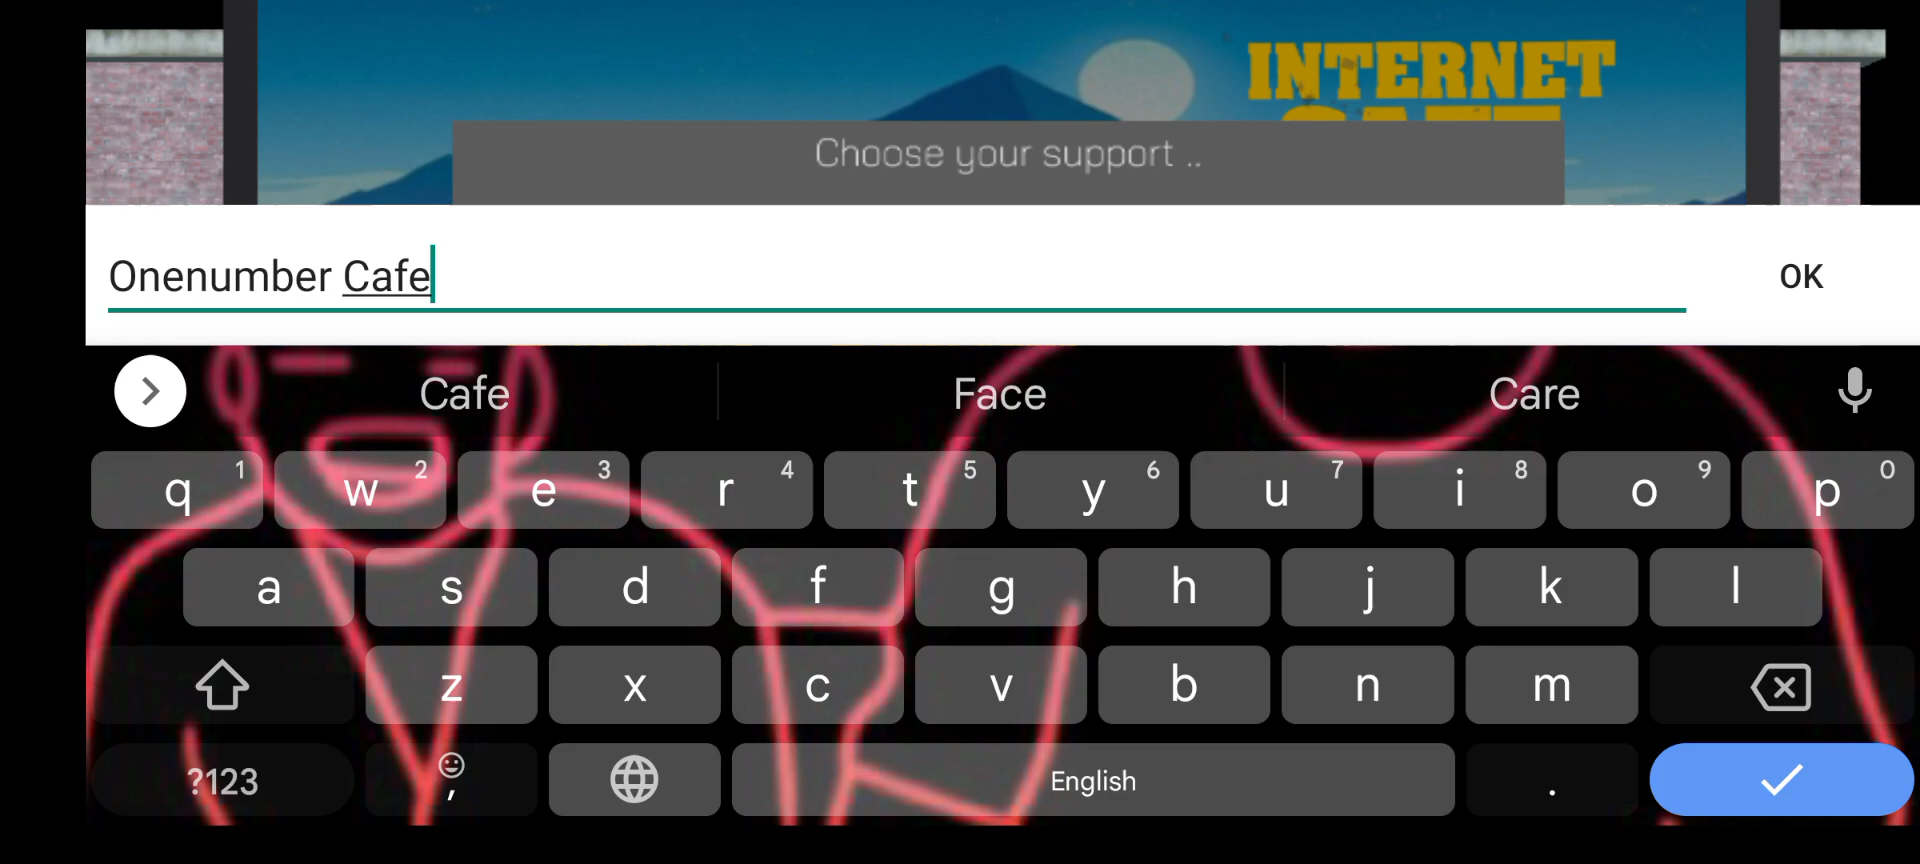 INTERNET
Choose your support ..
Onenumber Cafe
OK
Cafe Face Care
q 1 w 2 e 3 r 4 t 5 y 6 u 7 i 8 o 9 p 0
a s d f g h j k l
z x c v b n m
?123 , English .